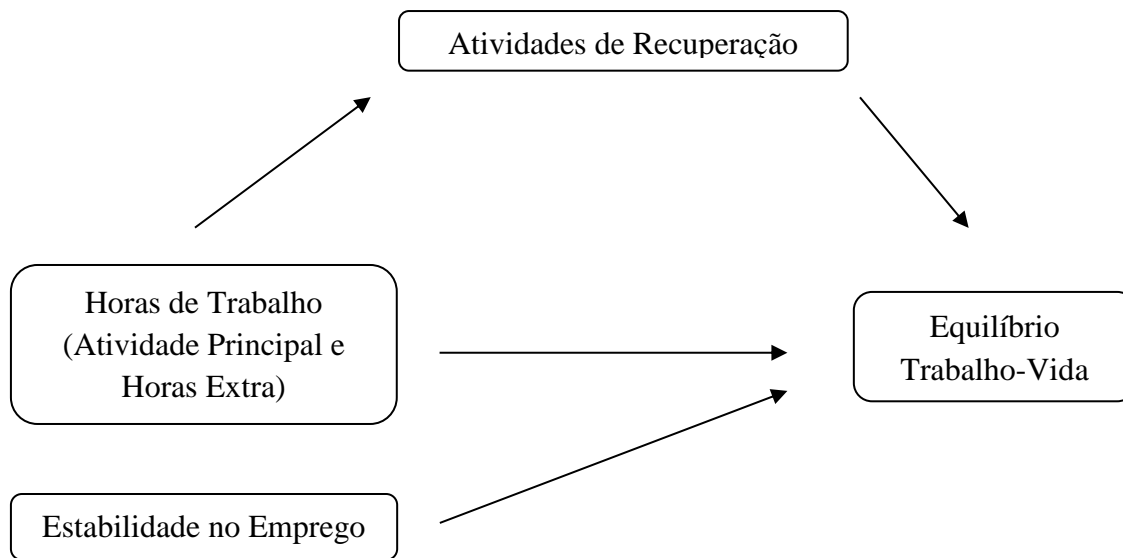 Atividades de Recuperação
Horas de Trabalho
(Atividade Principal e
Horas Extra)
Equilíbrio
Trabalho-Vida
Estabilidade no Emprego